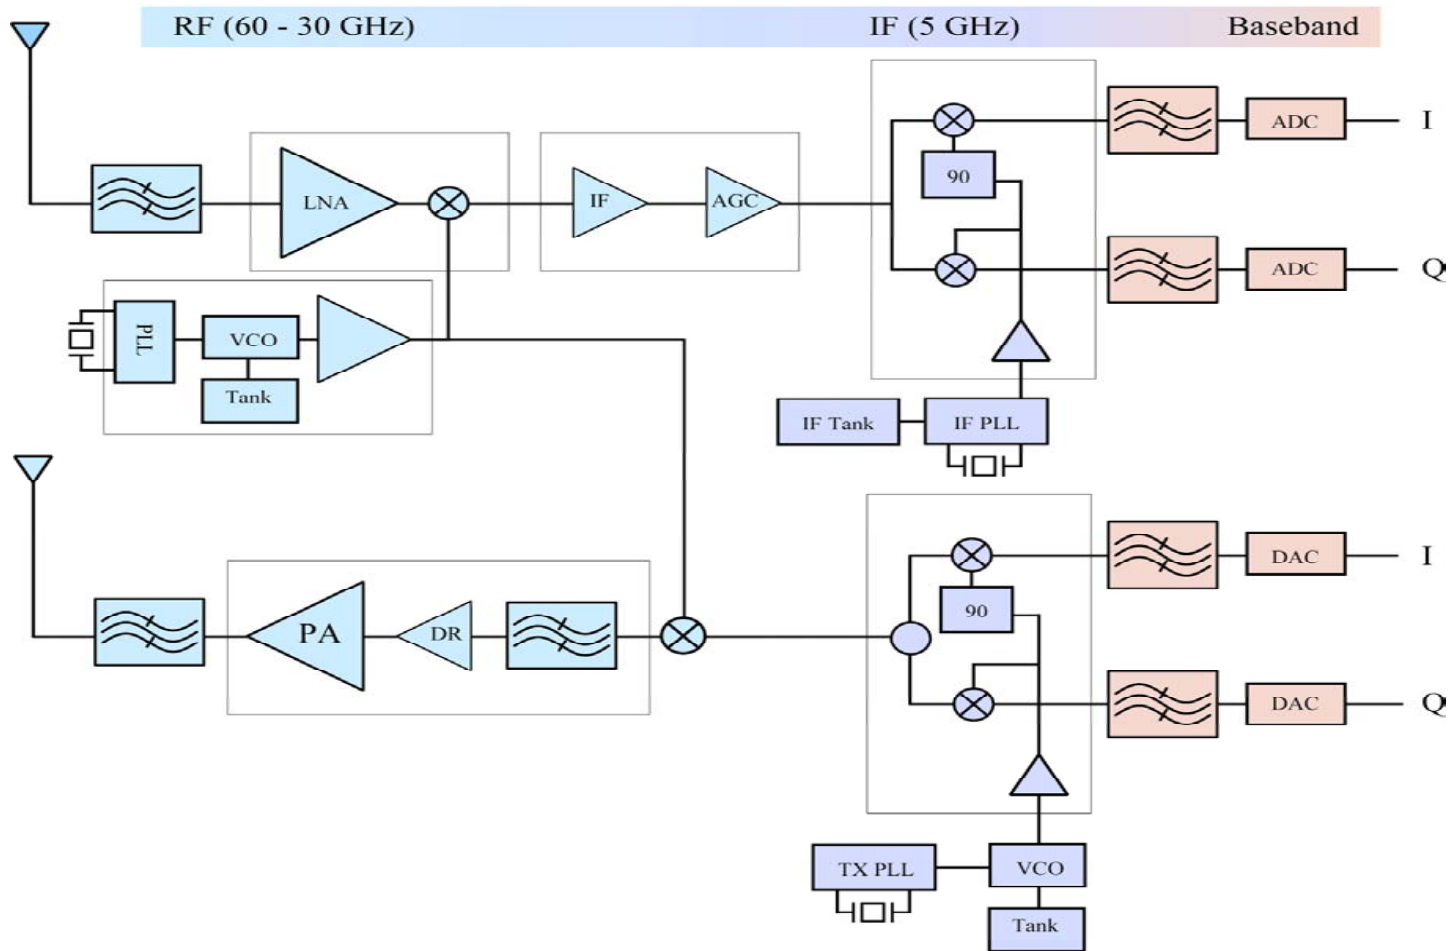 RF (60 - 30 GHz) IF (5 GHz) Baseband
ADC I
90
LNA IF AGC
ADC Q
PLL VCO
Tank
IF Tank IF PLL
DAC I
90
PA DR
DAC Q
TX PLL VCO
Tank